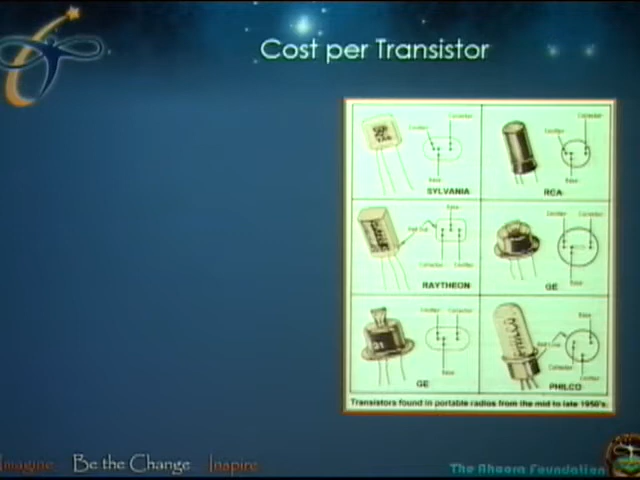 Cost per Transistor
Emitter
Collector
Base
SYLVANIA
Emitter
Collector
Base
RCA
Base
Red Dot
Collector
Emitter
RAYTHEON
Emitter
Collector
Base
GE
Emitter
Collector
Base
GE
PHILCO
Base
Collector
Emitter
PHILCO
Transistors found in portable radios from the mid to late 1950's.
Imagine Be the Change Inspire
The Ahgora Foundation